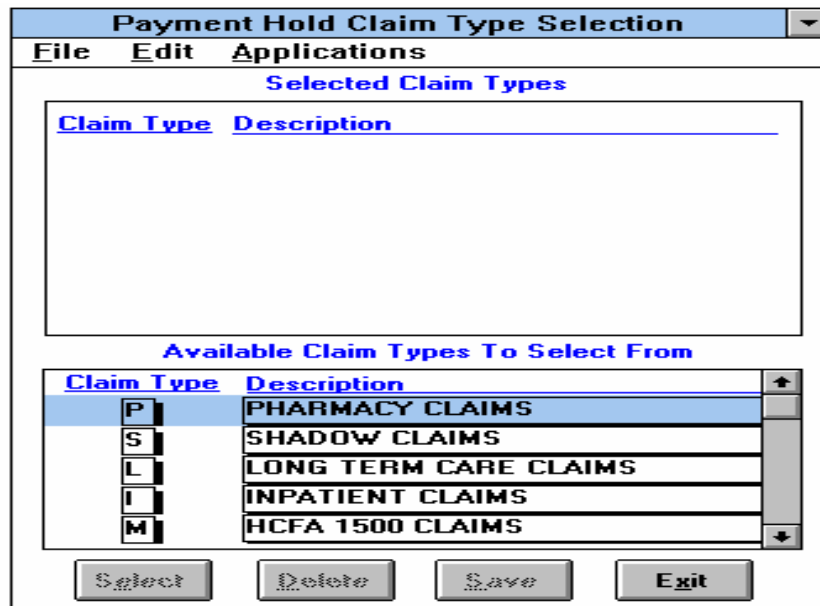 Payment Hold Claim Type Selection
File Edit Applications
Selected Claim Types
Claim Type Description
Available Claim Types To Select From
Claim Type Description
P PHARMACY CLAIMS
S SHADOW CLAIMS
L LONG TERM CARE CLAIMS
I INPATIENT CLAIMS
M HCFA 1500 CLAIMS
Select Delete Save Exit